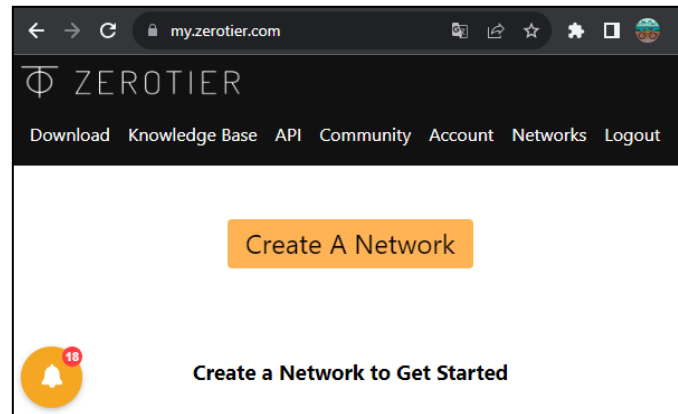 my.zerotier.com
ZEROTIER
Download Knowledge Base API Community Account Networks Logout
Create A Network
18
Create a Network to Get Started